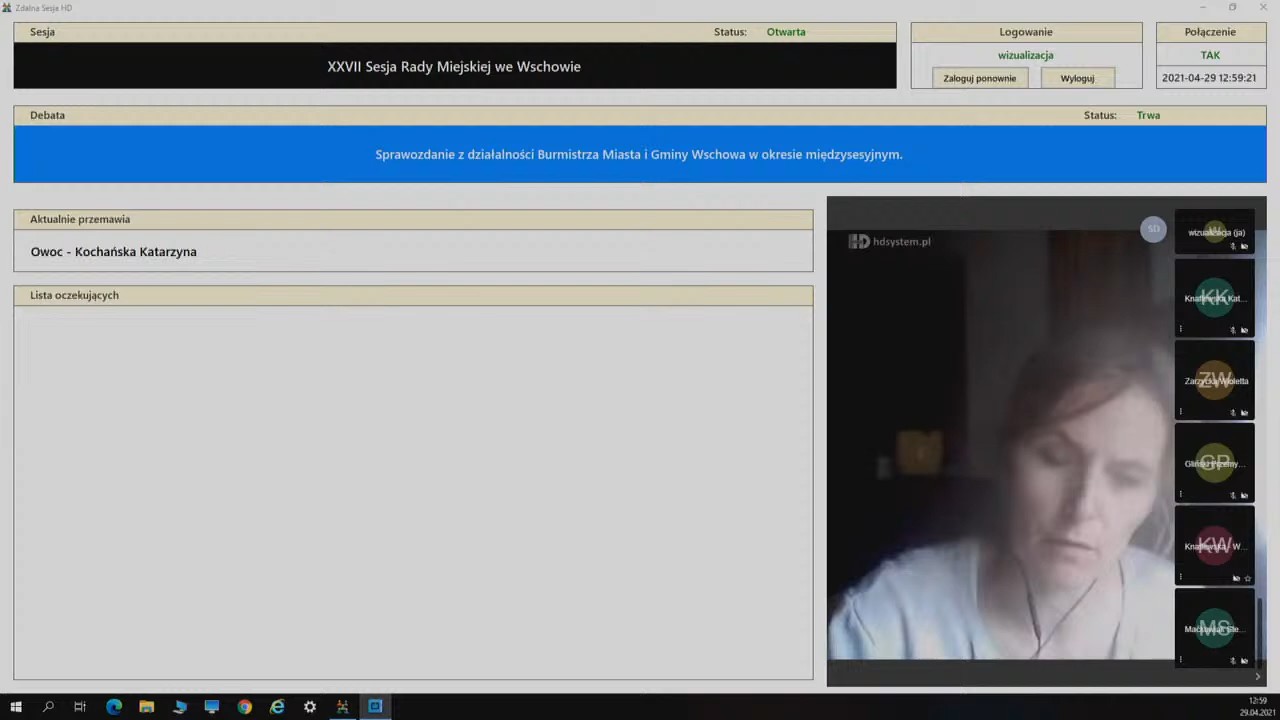 Zdalna Sesja HD
Sesja
Status: Otwarta
XXVII Sesja Rady Miejskiej we Wschowie
Logowanie
wizualizacja
Zaloguj ponownie
Wyloguj
Połączenie
TAK
2021-04-29 12:59:21
Debata
Status: Trwa
Sprawozdanie z działalności Burmistrza Miasta i Gminy Wschowa w okresie międzysesyjnym.
Aktualnie przemawia
Owoc - Kochańska Katarzyna
Lista oczekujących
hdsystem.pl
SD
wizualizacja (ja)
KK
Knaflewska Kat...
ZW
Zarzycka Wioletta
GP
KW
Knaflewska - W...
MS
12:59
29.04.2021